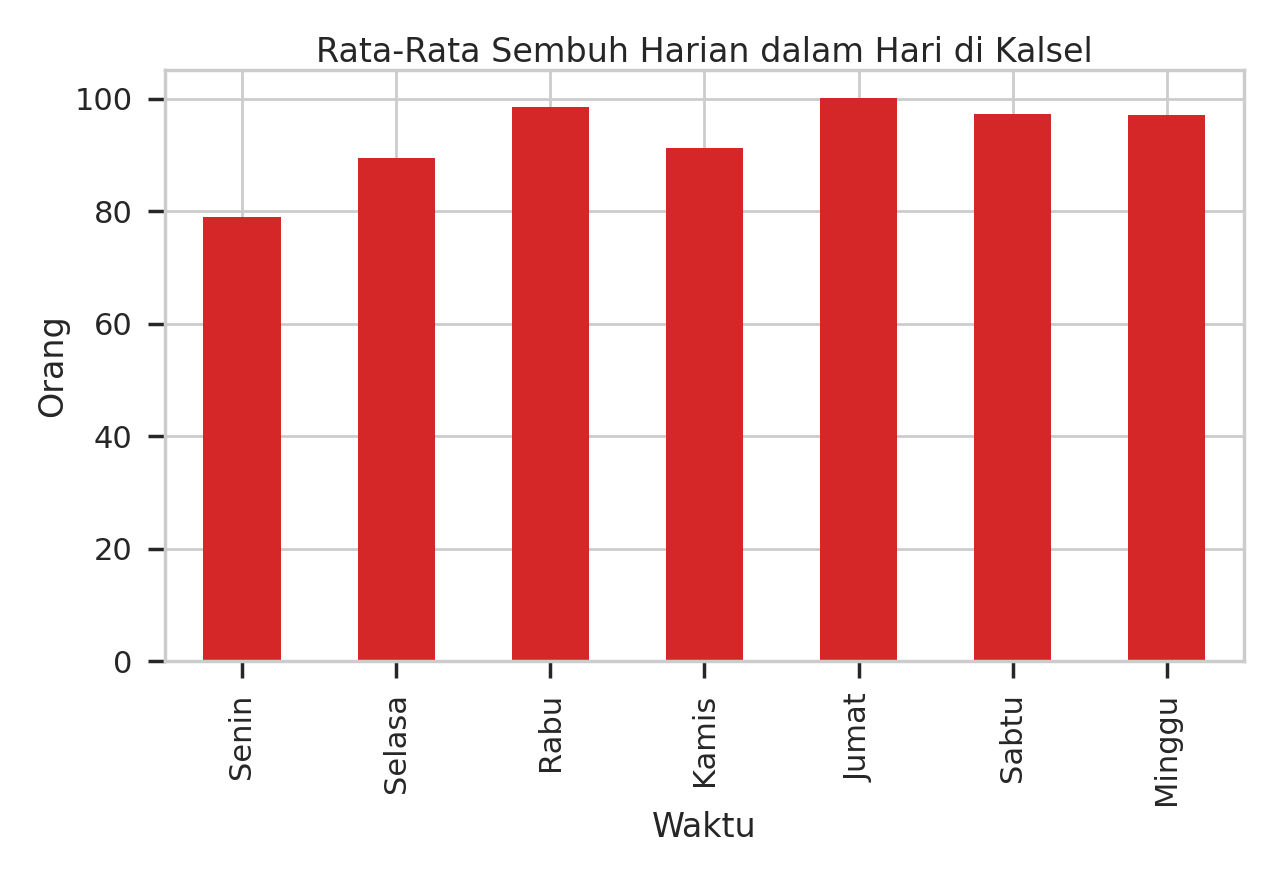 Rata-Rata Sembuh Harian dalam Hari di Kalsel
100
80
60
40
20
0
Orang
Senin
Selasa
Rabu
Kamis
Jumat
Sabtu
Minggu
Waktu